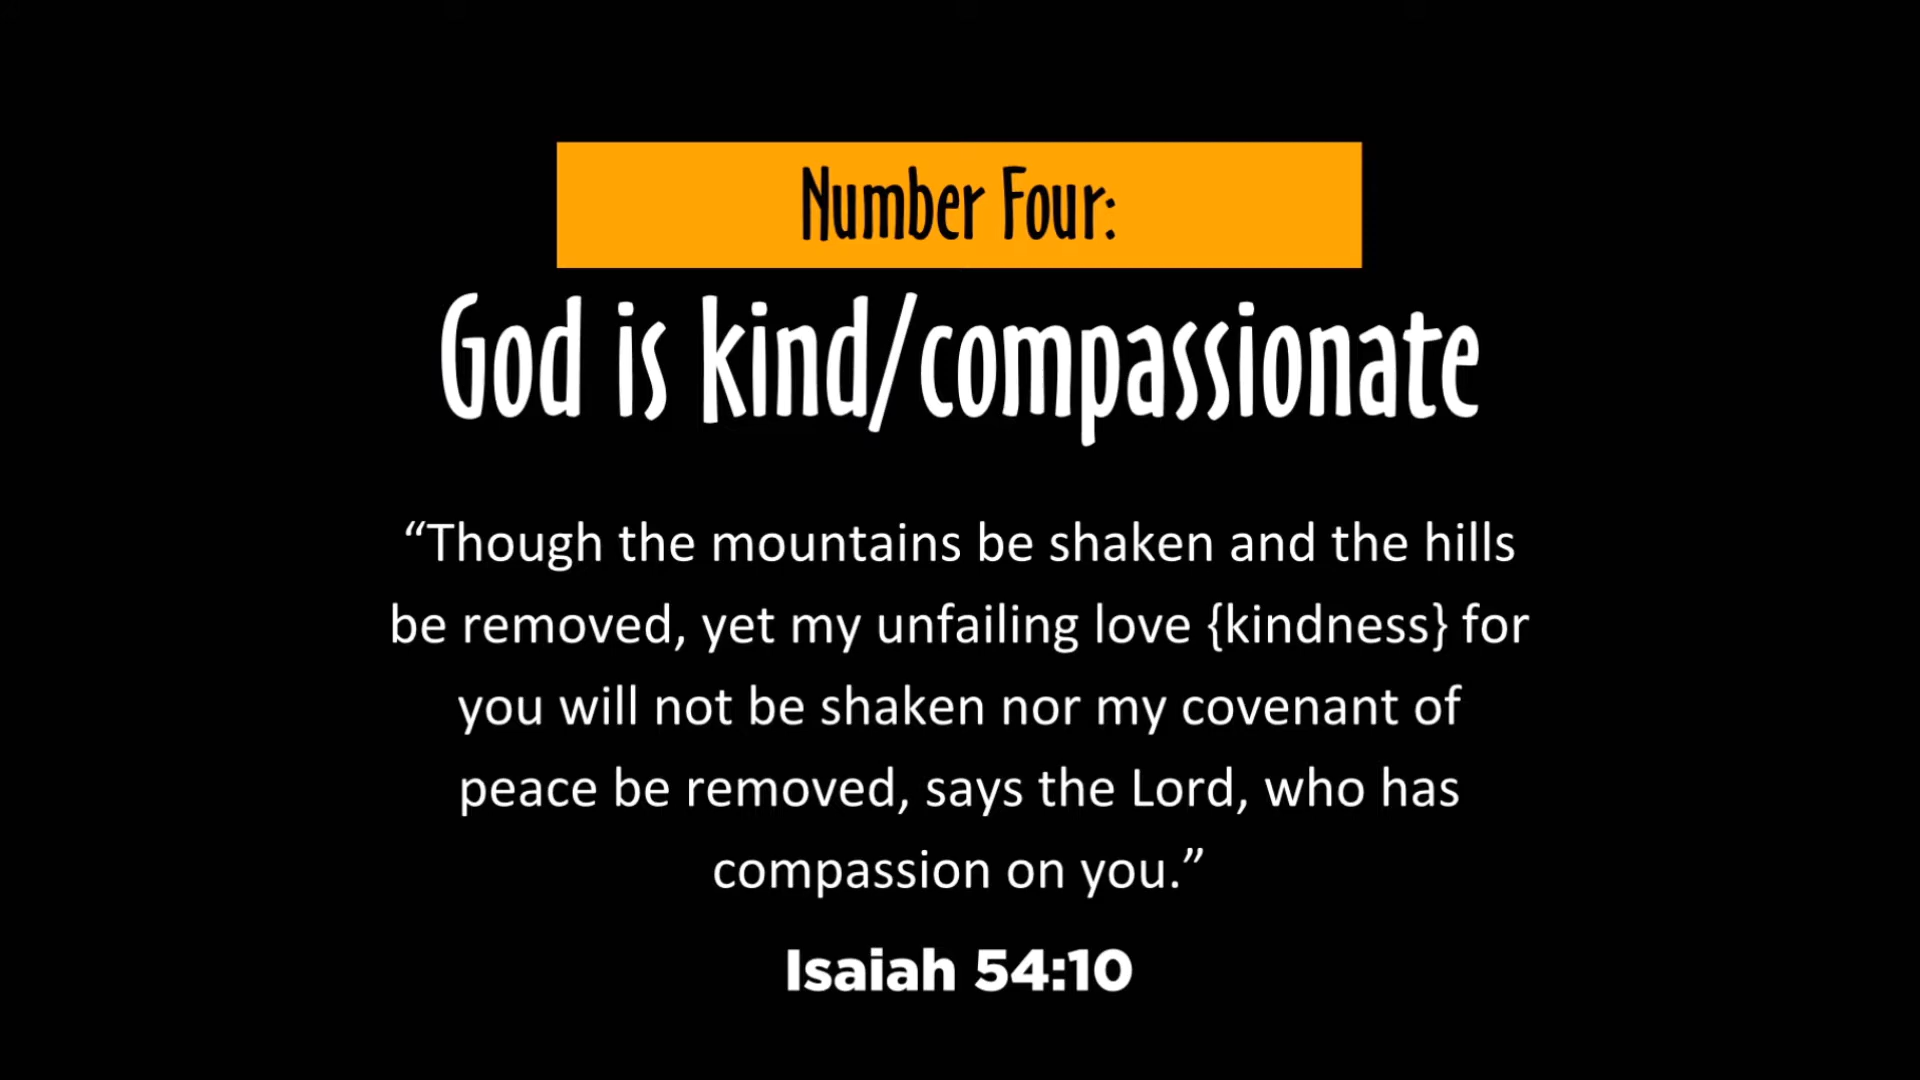 Number Four:
God is kind/compassionate
“Though the mountains be shaken and the hills
be removed, yet my unfailing love {kindness} for
you will not be shaken nor my covenant of
peace be removed, says the Lord, who has
compassion on you.”
Isaiah 54:10